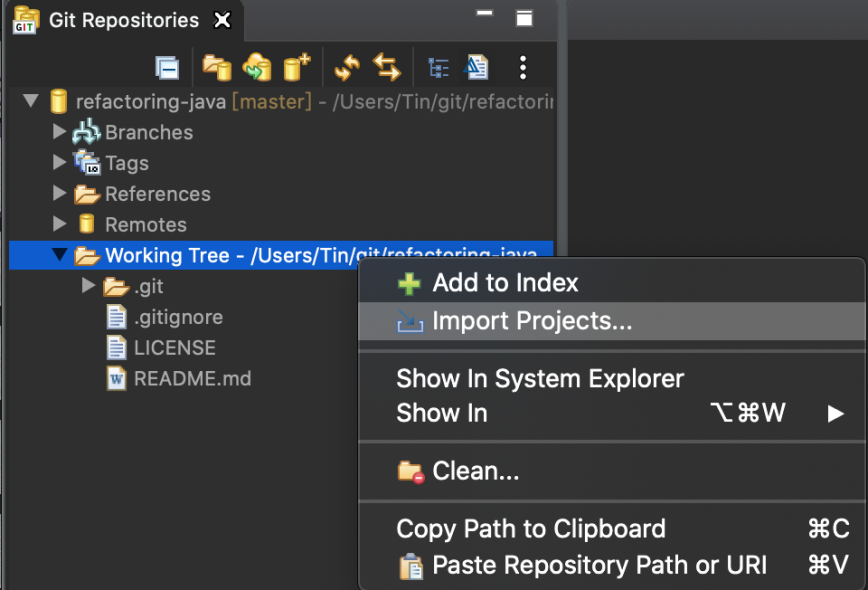 GIT Git Repositories
refactoring-java [master] - /Users/Tin/git/refactorin
Branches
Tags
References
Remotes
Working Tree - /Users/Tin/git/refactoring-java
.git
.gitignore
LICENSE
README.md
Add to Index
Import Projects...
Show In System Explorer
Show In ⌥⌘W ▶
Clean...
Copy Path to Clipboard ⌘C
Paste Repository Path or URI ⌘V